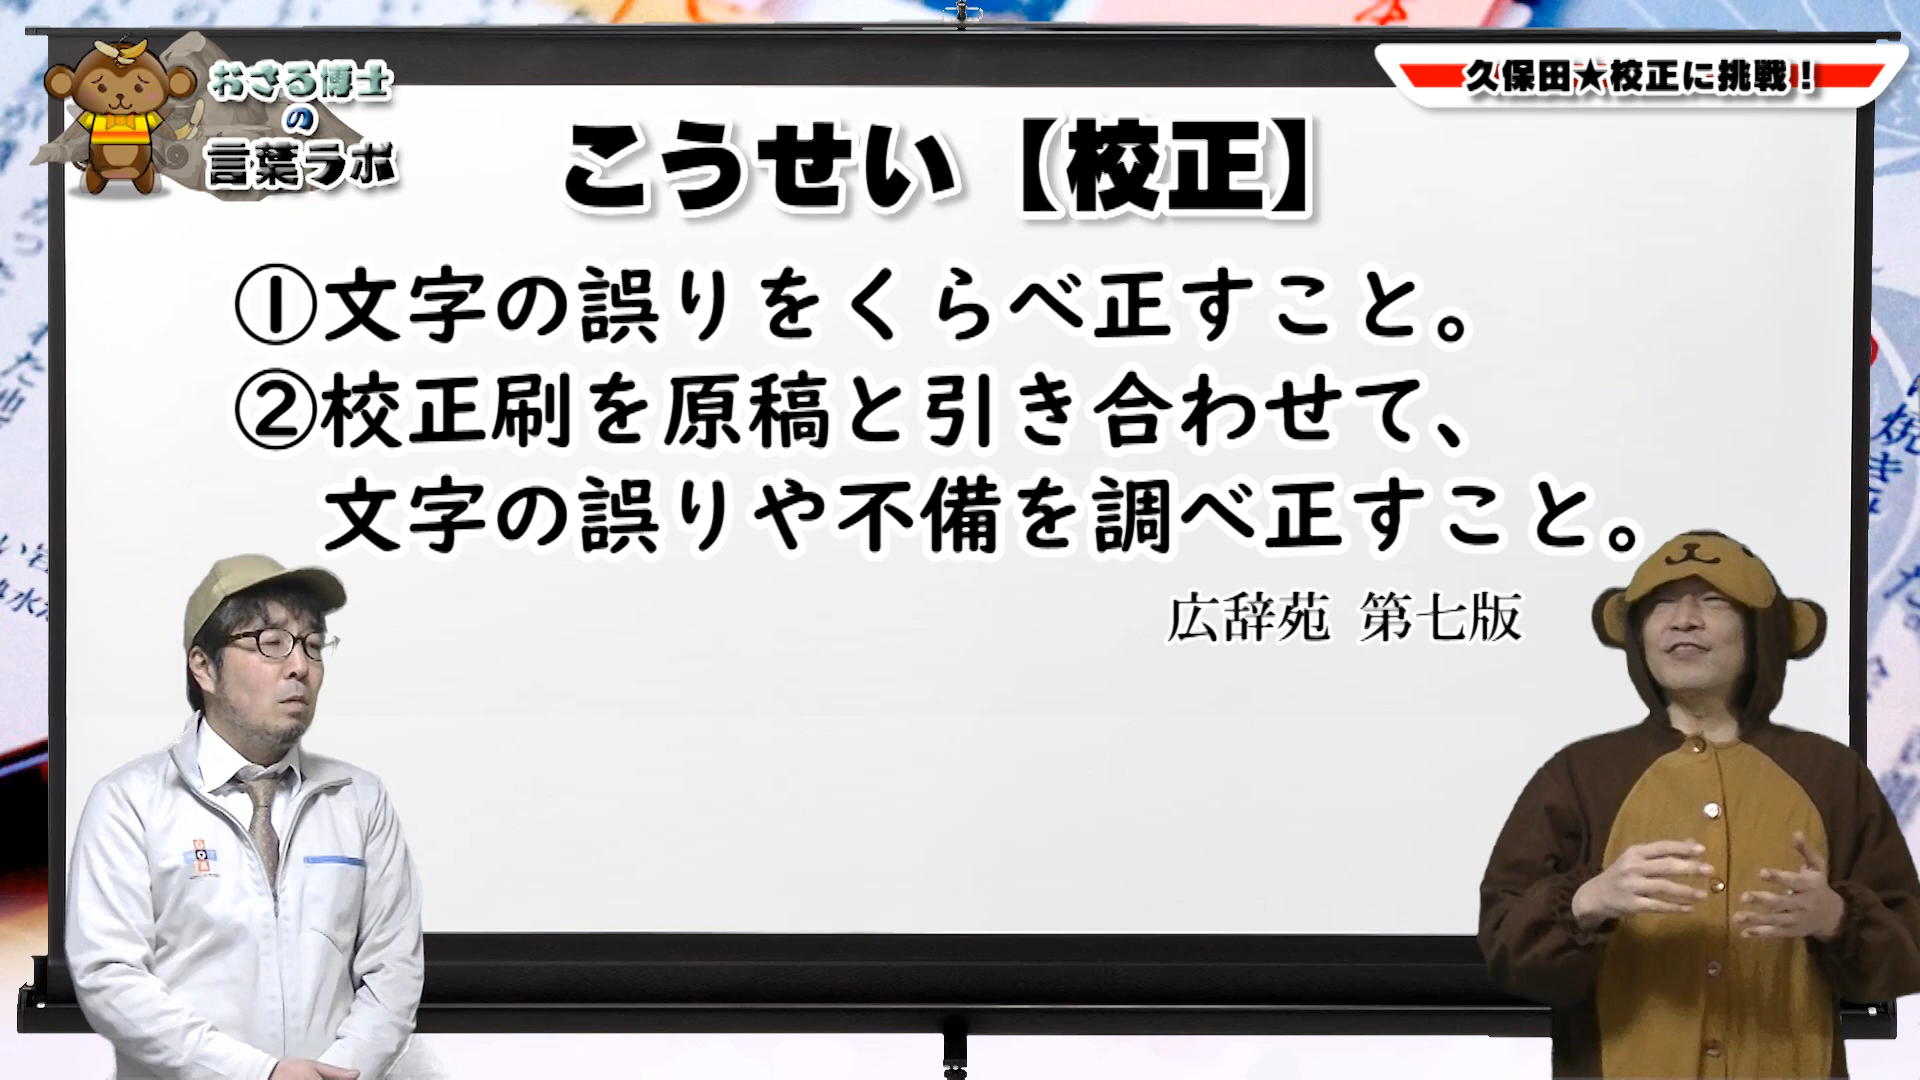 おさる博士
の
言葉ラボ
久保田★校正に挑戦！
こうせい【校正】
①文字の誤りをくらべ正すこと。
②校正刷を原稿と引き合わせて、
文字の誤りや不備を調べ正すこと。
広辞苑 第七版